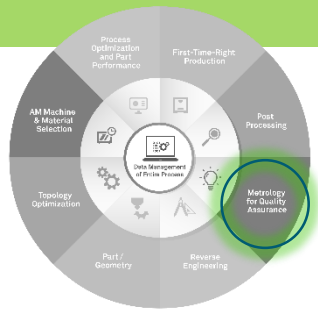 Process
Optimization
and Part
Performance
First-Time-Right
Production
AM Machine
& Material
Selection
Post
Processing
Data Management
of Entire Process
Metrology
for Quality
Assurance
Topology
Optimization
Part /
Geometry
Reverse
Engineering